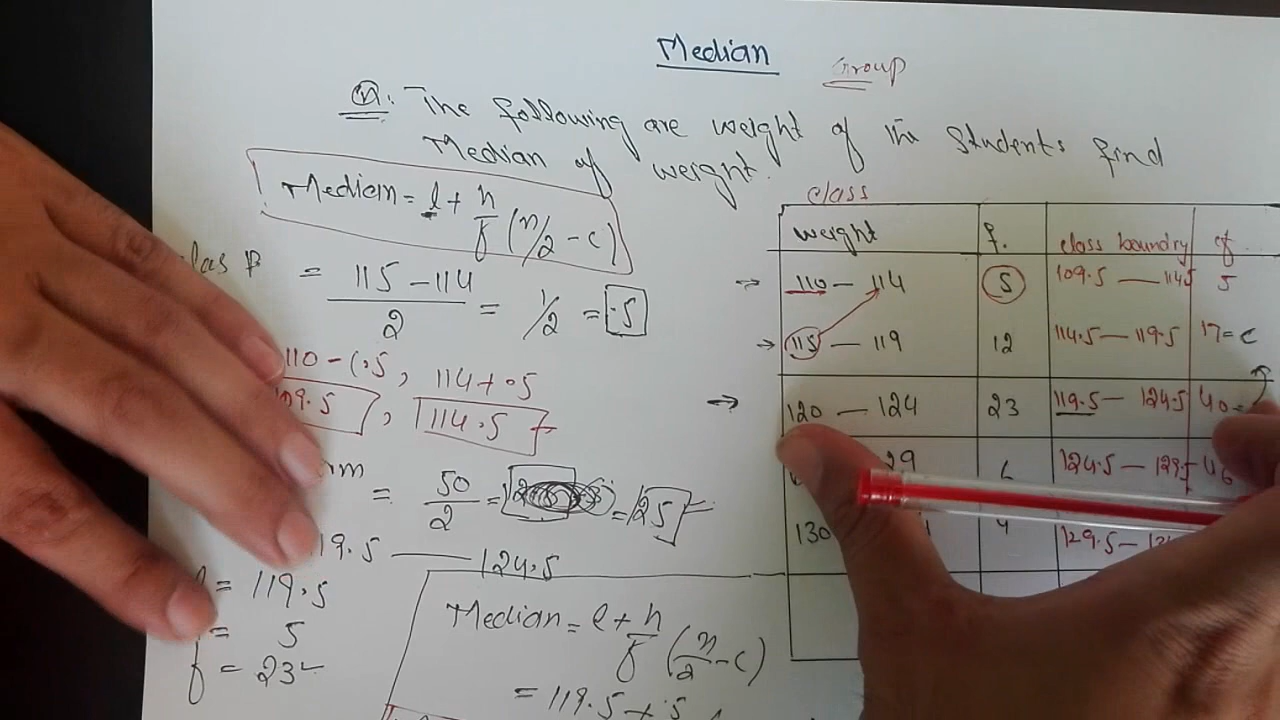 Median Group
Q: The following are weight of the students find
Median of weight.
Median = l + h/f (n/2 - c)
class
weight f. class boundry cf
110 — 114 5 109.5 — 114.5 5
115 — 119 12 114.5 — 119.5 17 = c
120 — 124 23 119.5 — 124.5 40
29 124.5 — 129.5 46
130 4 129.5 —
= 115 - 114 / 2 = 1/2 = .5
110 - (.5, 114 + .5
109.5, 114.5
= 50/2 = = 25
19.5 — 124.5
= 119.5
= 5
f = 23
Median = l + h/f (n/2 - c)
= 119.5 + 5